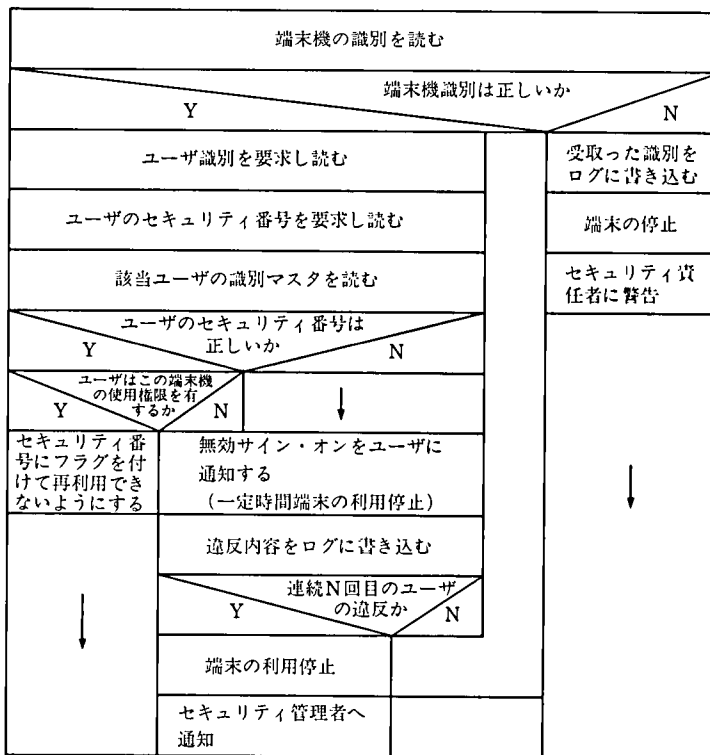 端末機の識別を読む
端末機識別は正しいか
Y
N
ユーザ識別を要求し読む
受取った識別を
ログに書き込む
ユーザのセキュリティ番号を要求し読む
端末の停止
該当ユーザの識別マスタを読む
セキュリティ責
任者に警告
ユーザのセキュリティ番号は
正しいか
Y
N
ユーザはこの端末機
の使用権限を有
するか
Y
N
セキュリティ番
号にフラグを付
けて再利用でき
ないようにする
無効サイン・オンをユーザに
通知する
(一定時間端末の利用停止)
違反内容をログに書き込む
連続N回目のユーザ
の違反か
Y
N
端末の利用停止
セキュリティ管理者へ
通知